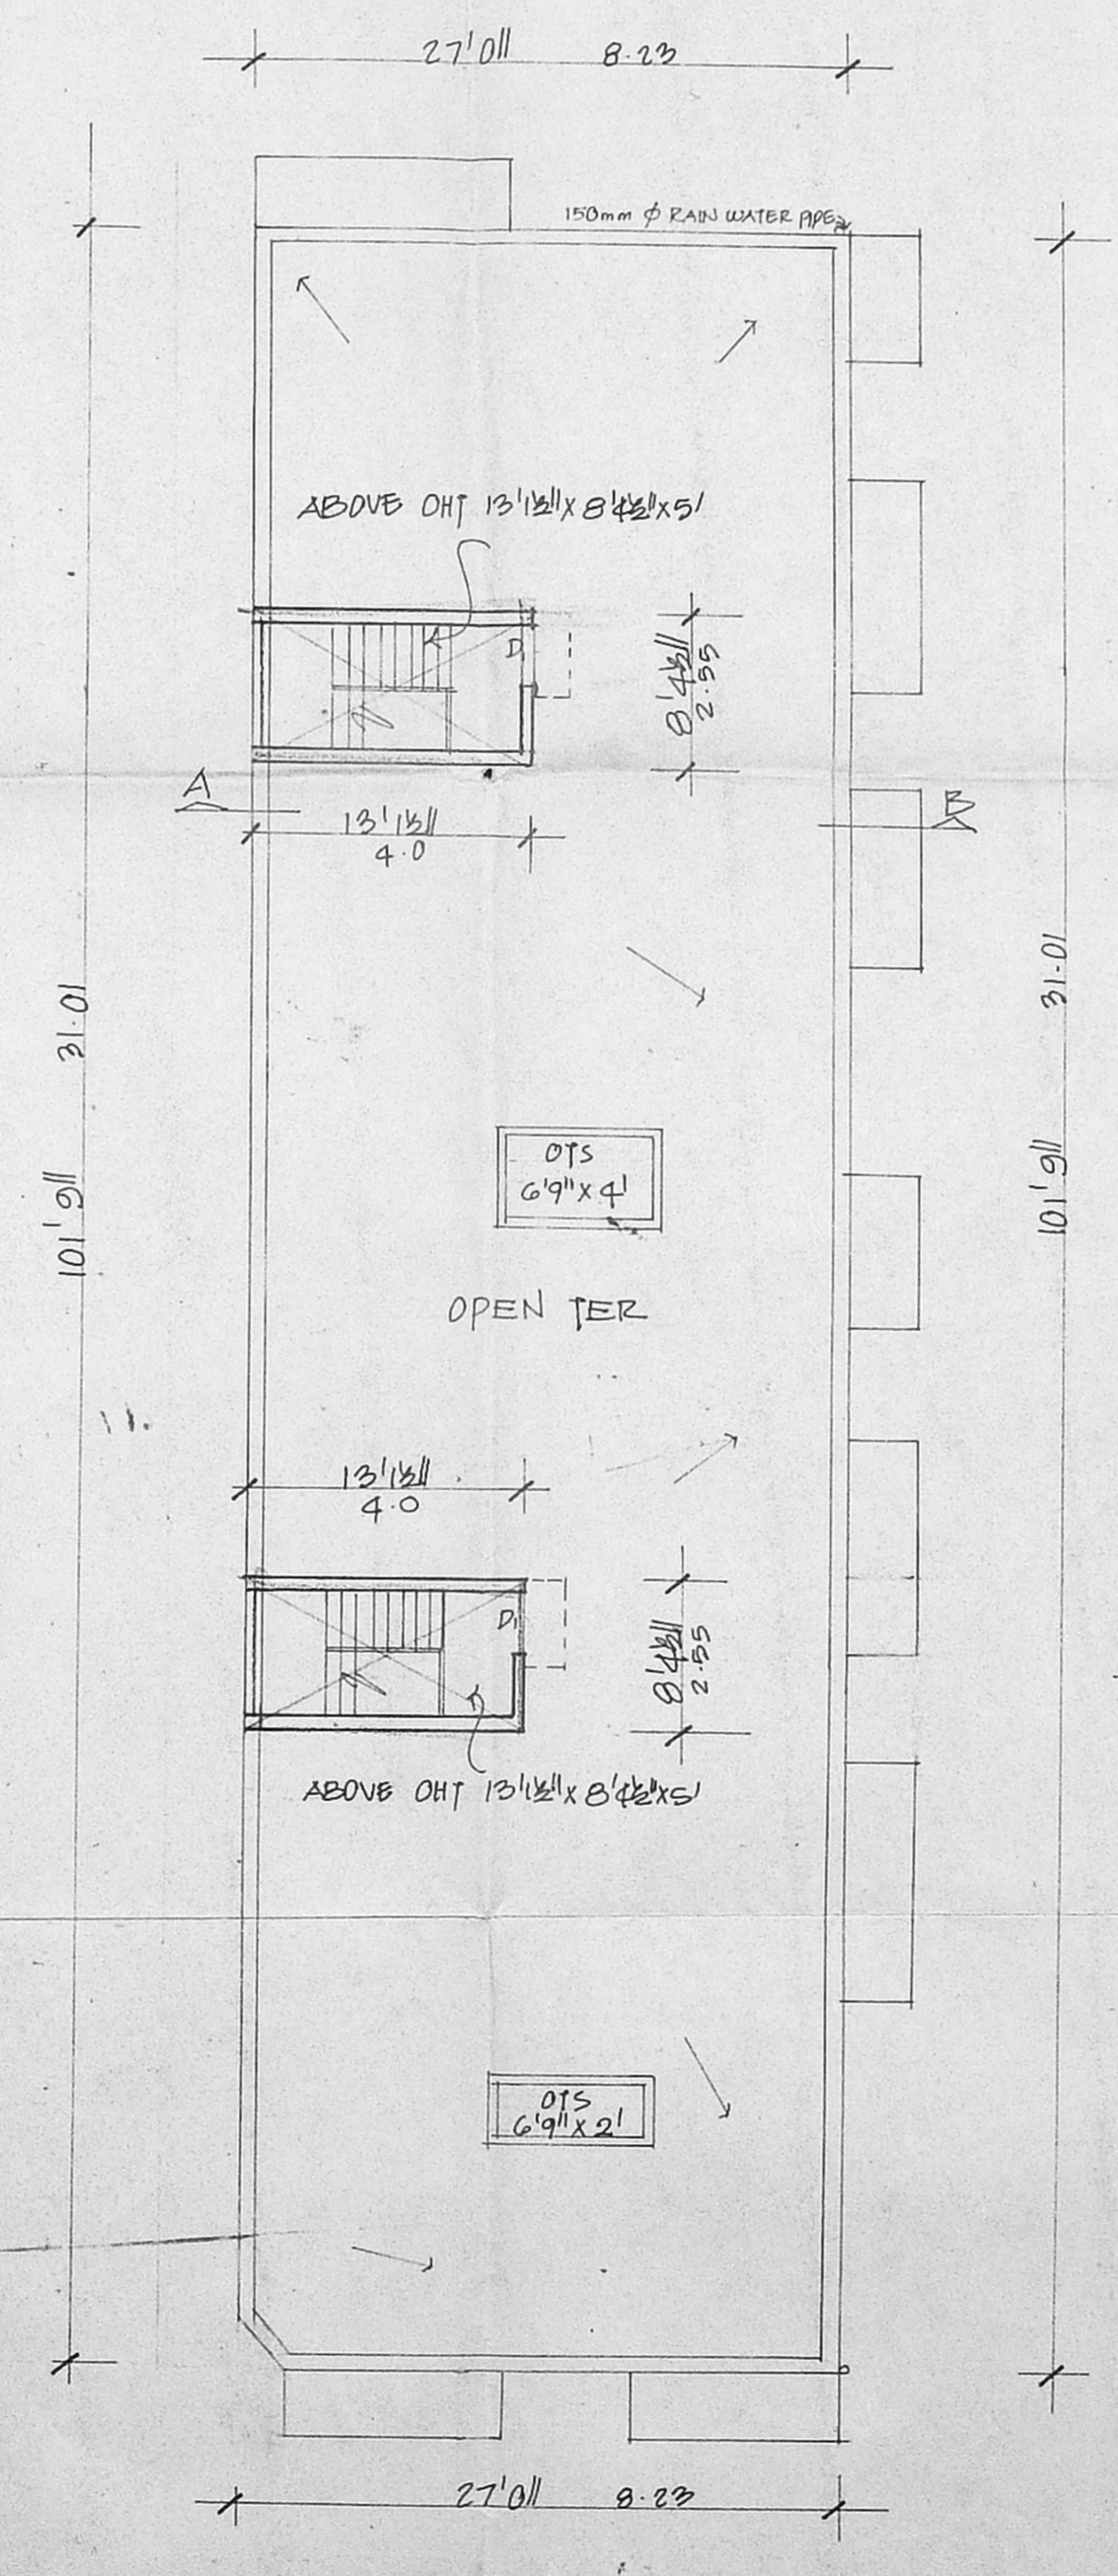 27'0" 8.23
150mm φ RAIN WATER PIPE
ABOVE OHT 13'1½" X 8'4½" X 5'
D1
8'4½"
2.55
A
B
13'1½"
4.0
31.01
101'9"
31.01
101'9"
OTS
6'9" X 4'
OPEN TER
13'1½"
4.0
D1
8'4½"
2.55
ABOVE OHT 13'1½" X 8'4½" X 5'
OTS
6'9" X 2'
27'0" 8.23